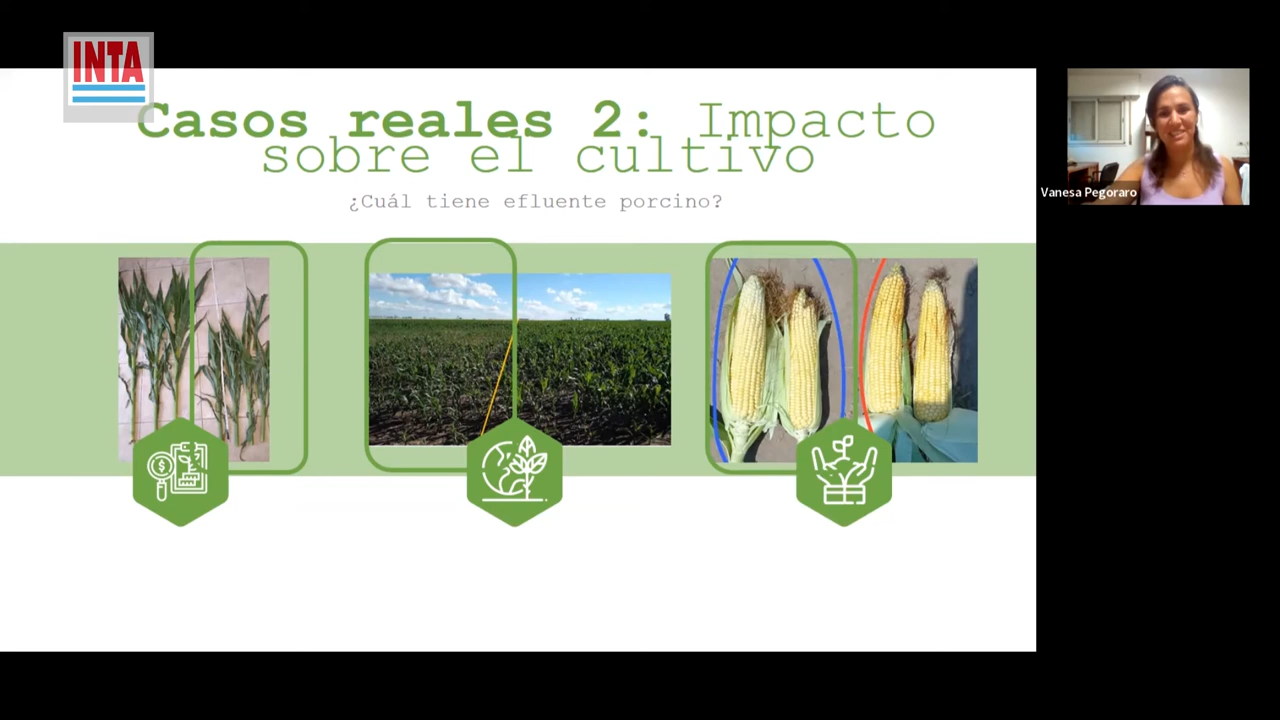 INTA
Casos reales 2: Impacto
sobre el cultivo
¿Cuál tiene efluente porcino?
Vanesa Pegoraro